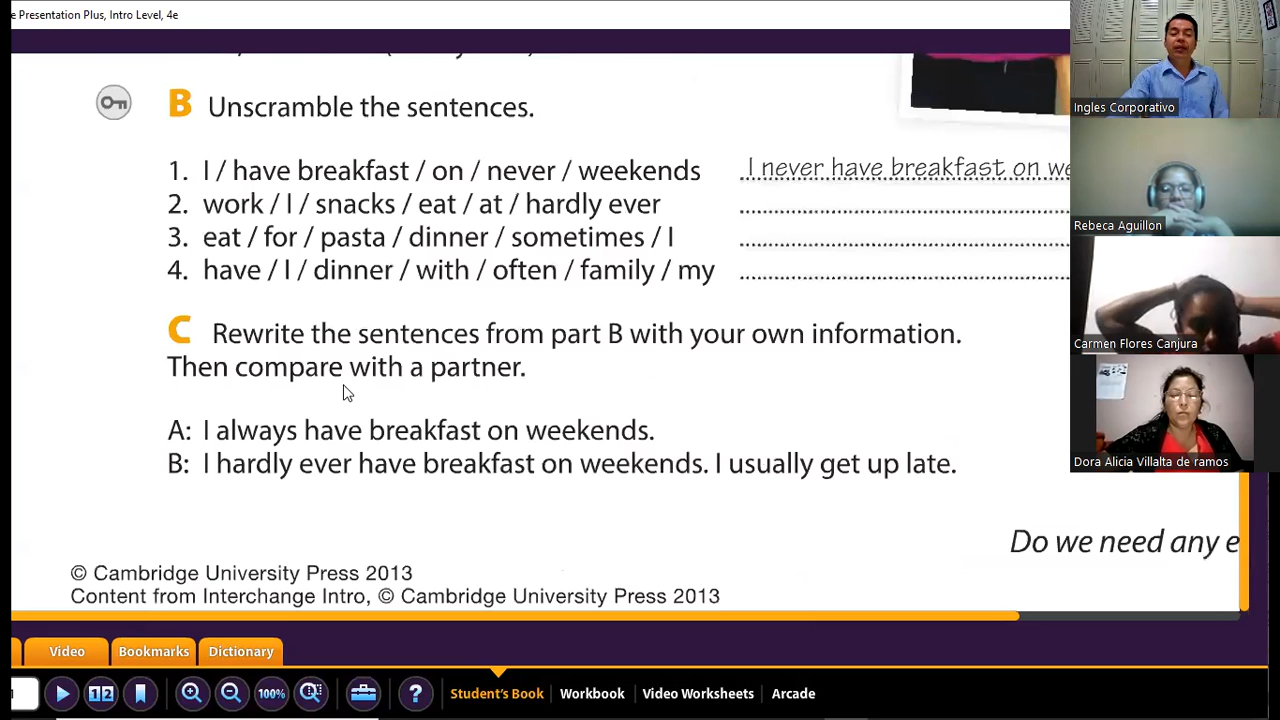 e Presentation Plus, Intro Level, 4e
B Unscramble the sentences.
1. I / have breakfast / on / never / weekends I never have breakfast on we
2. work / I / snacks / eat / at / hardly ever
3. eat / for / pasta / dinner / sometimes / I
4. have / I / dinner / with / often / family / my
C Rewrite the sentences from part B with your own information.
Then compare with a partner.
A: I always have breakfast on weekends.
B: I hardly ever have breakfast on weekends. I usually get up late.
Do we need any e
© Cambridge University Press 2013
Content from Interchange Intro, © Cambridge University Press 2013
Ingles Corporativo
Rebeca Aguillon
Carmen Flores Canjura
Dora Alicia Villalta de ramos
Video Bookmarks Dictionary
1 2 100% ? Student's Book Workbook Video Worksheets Arcade